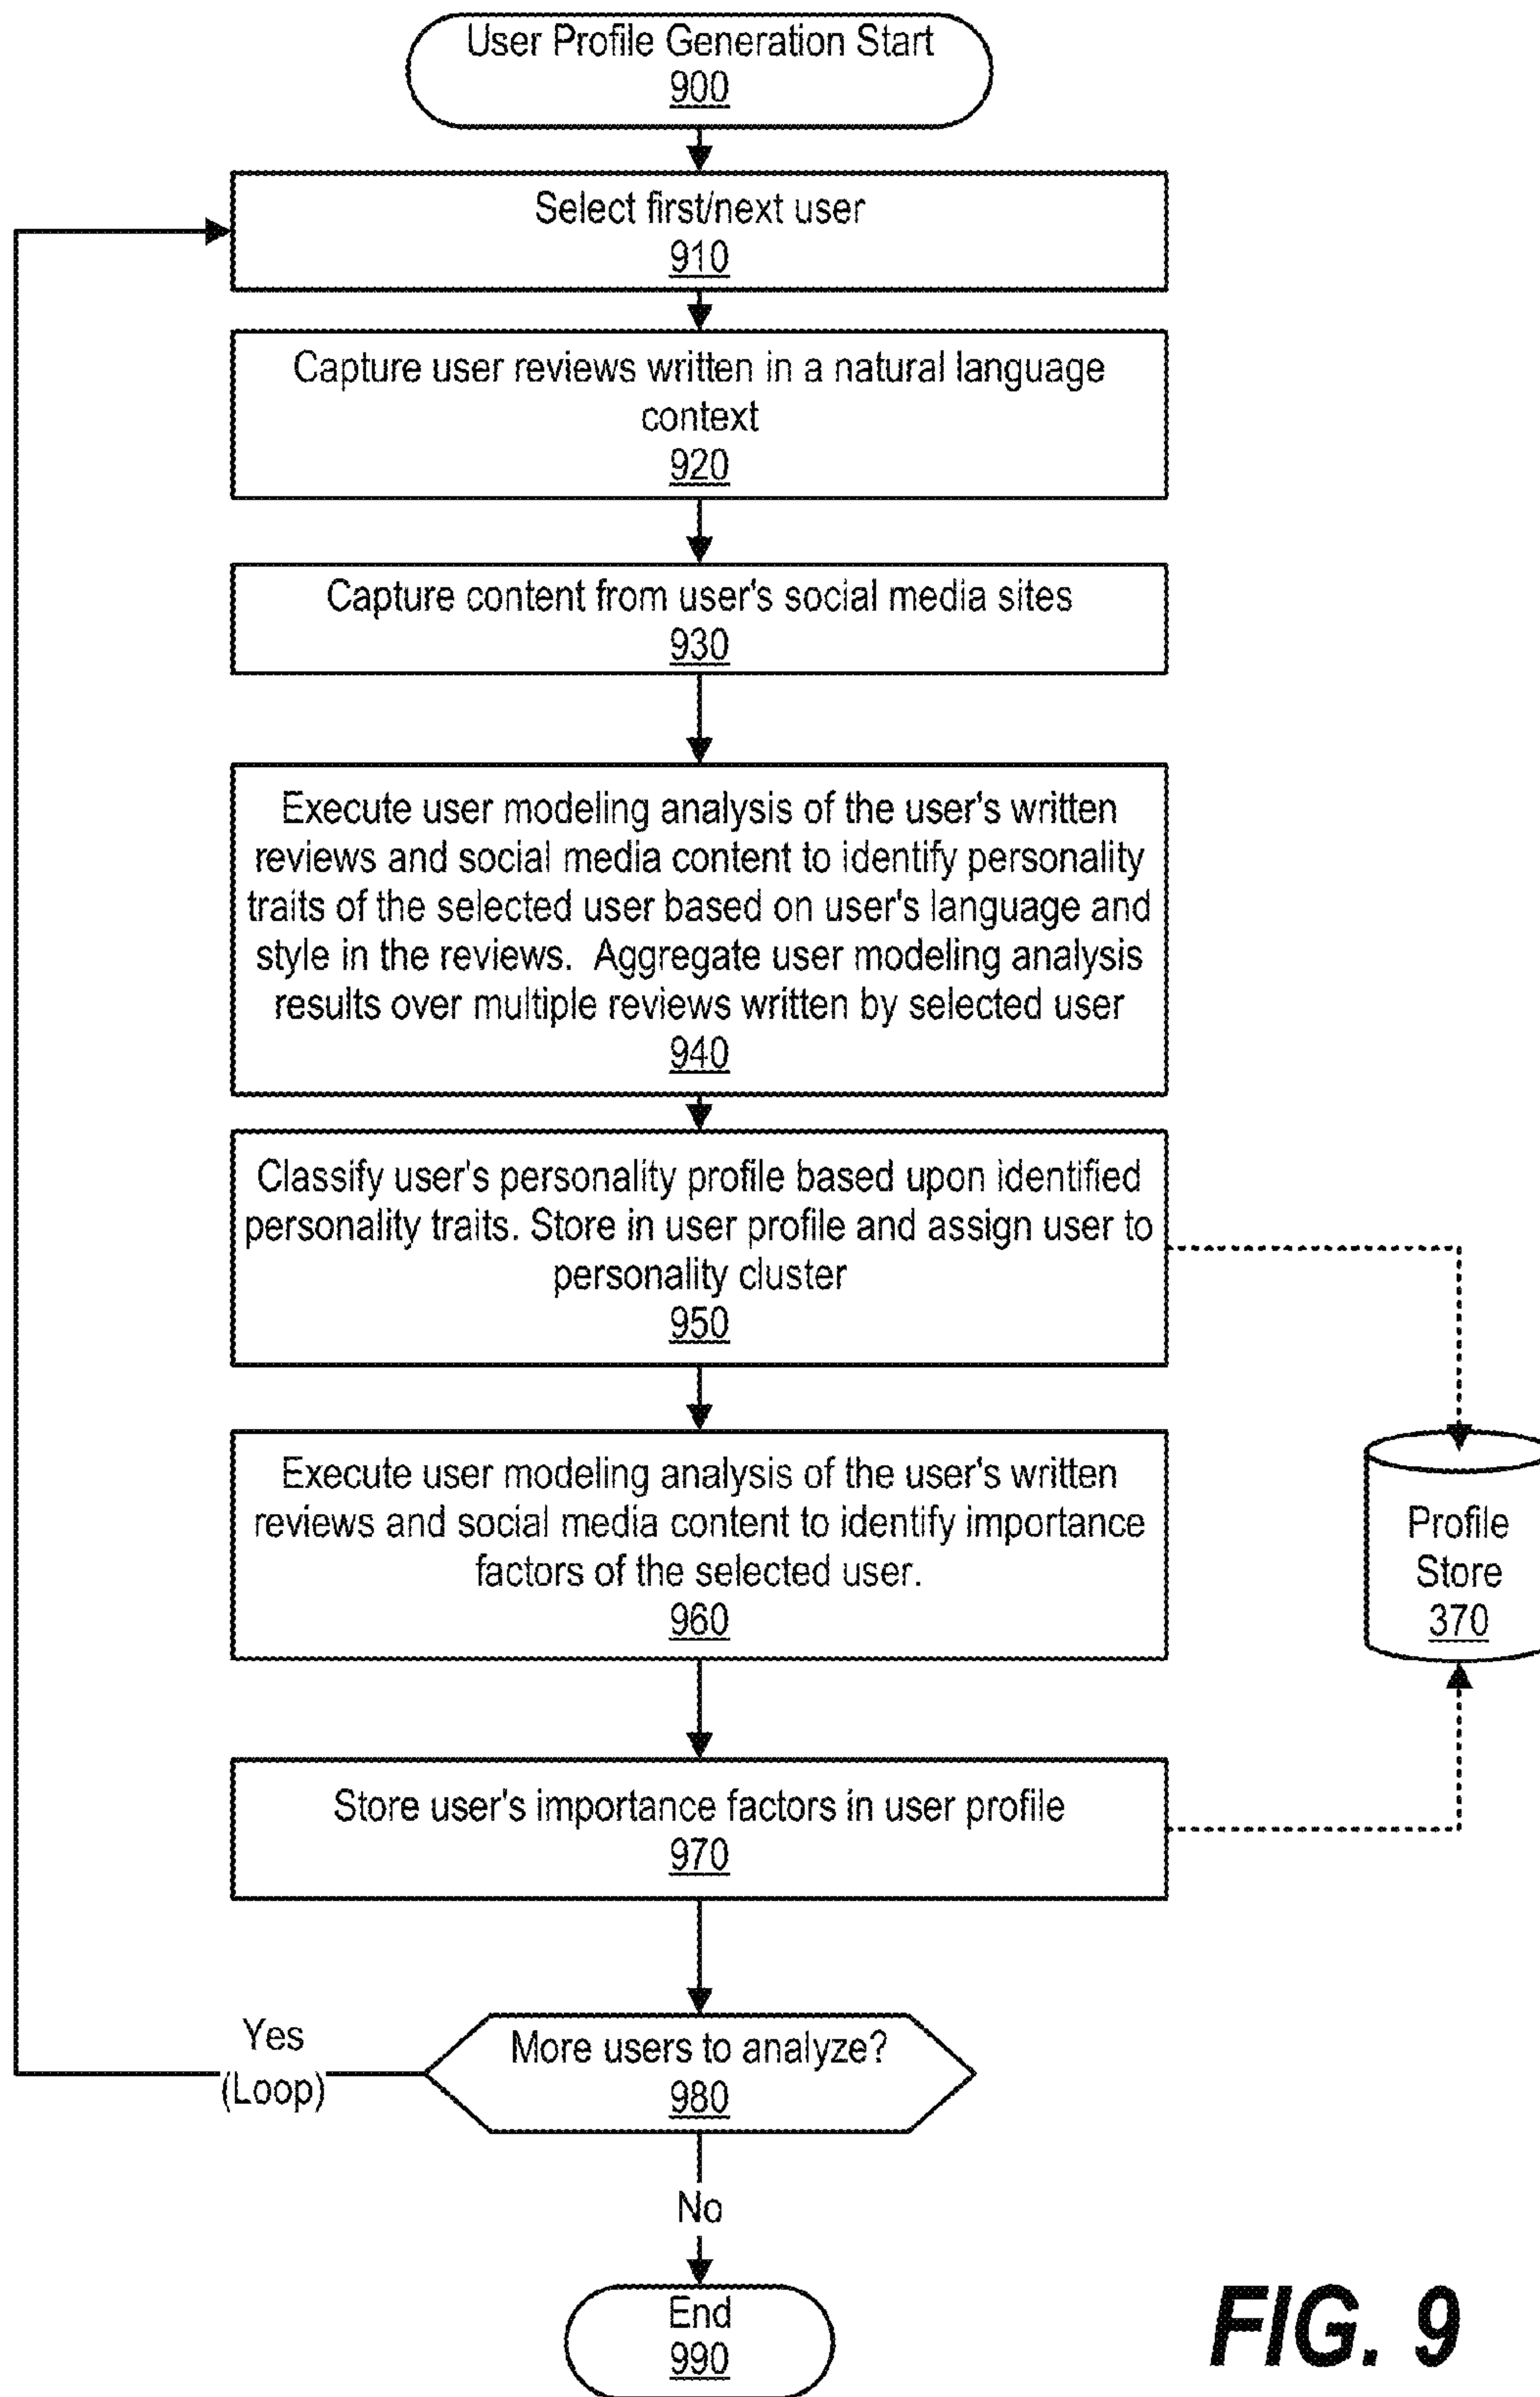 User Profile Generation Start
900
Select first/next user
910
Capture user reviews written in a natural language
context
920
Capture content from user's social media sites
930
Execute user modeling analysis of the user's written
reviews and social media content to identify personality
traits of the selected user based on user's language and
style in the reviews.  Aggregate user modeling analysis
results over multiple reviews written by selected user
940
Classify user's personality profile based upon identified
personality traits. Store in user profile and assign user to
personality cluster
950
Execute user modeling analysis of the user's written
reviews and social media content to identify importance
factors of the selected user.
960
Profile
Store
370
Store user's importance factors in user profile
970
Yes
(Loop)
More users to analyze?
980
No
End
990
FIG. 9